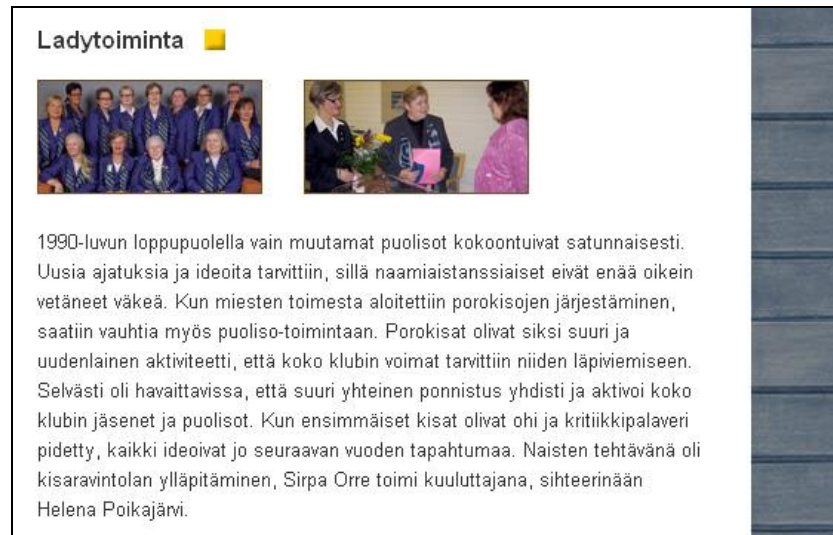 Ladytoiminta
1990-luvun loppupuolella vain muutamat puolisot kokoontuivat satunnaisesti.
Uusia ajatuksia ja ideoita tarvittiin, sillä naamiaistanssiaiset eivät enää oikein
vetäneet väkeä. Kun miesten toimesta aloitettiin porokisojen järjestäminen,
saatiin vauhtia myös puoliso-toimintaan. Porokisat olivat siksi suuri ja
uudenlainen aktiviteetti, että koko klubin voimat tarvittiin niiden läpiviemiseen.
Selvästi oli havaittavissa, että suuri yhteinen ponnistus yhdisti ja aktivoi koko
klubin jäsenet ja puolisot. Kun ensimmäiset kisat olivat ohi ja kritiikkipalaveri
pidetty, kaikki ideoivat jo seuraavan vuoden tapahtumaa. Naisten tehtävänä oli
kisaravintolan ylläpitäminen, Sirpa Orre toimi kuuluttajana, sihteerinään
Helena Poikajärvi.